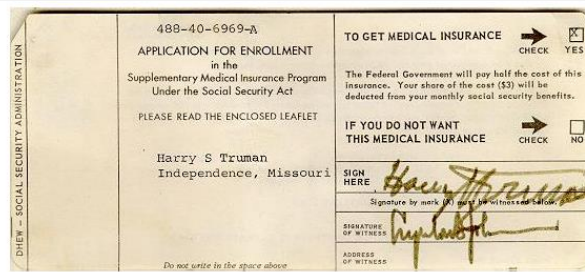 DHEW – SOCIAL SECURITY ADMINISTRATION
488-40-6969-A
APPLICATION FOR ENROLLMENT
in the
Supplementary Medical Insurance Program
Under the Social Security Act
PLEASE READ THE ENCLOSED LEAFLET
Harry S Truman
Independence, Missouri
Do not write in the space above
TO GET MEDICAL INSURANCE
CHECK
X
YES
The Federal Government will pay half the cost of this
insurance. Your share of the cost ($3) will be
deducted from your monthly social security benefits.
IF YOU DO NOT WANT
THIS MEDICAL INSURANCE
CHECK
NO
SIGN
HERE
Harry S Truman
Signature by mark (X) must be witnessed below.
SIGNATURE
OF WITNESS
Lyndon B. Johnson
ADDRESS
OF WITNESS